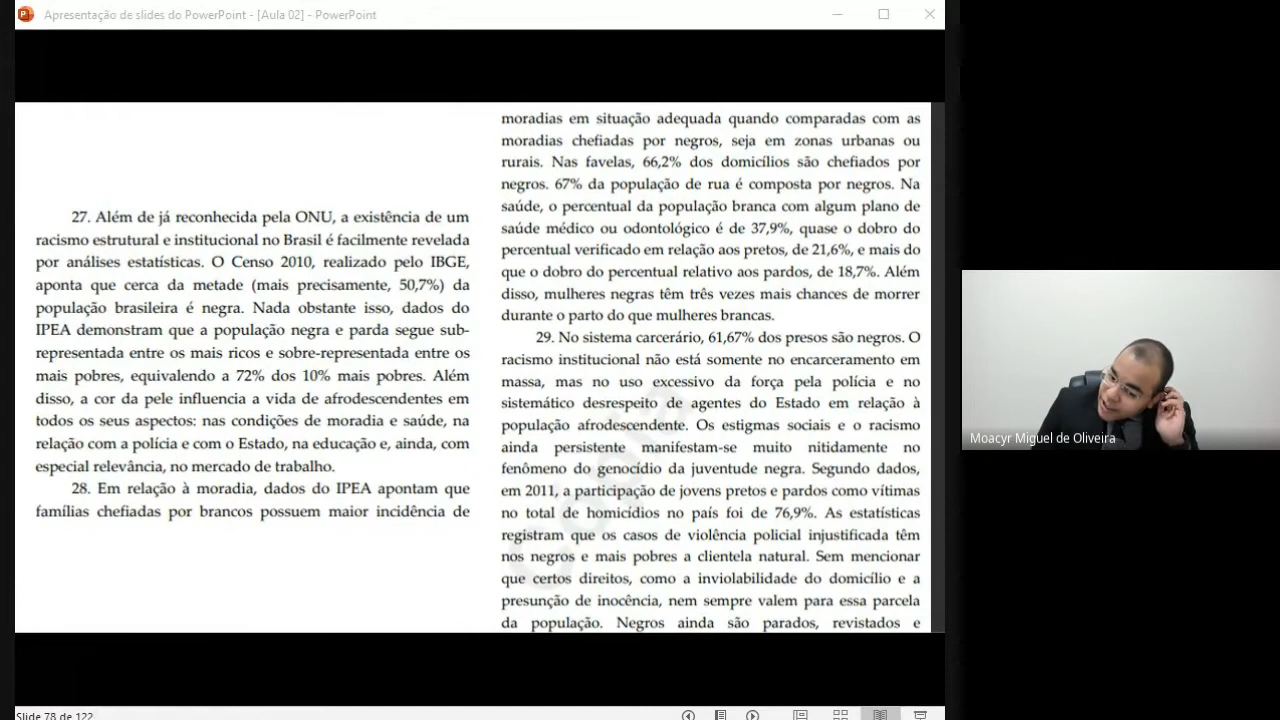 Apresentação de slides do PowerPoint - [Aula 02] - PowerPoint
27. Além de já reconhecida pela ONU, a existência de um
racismo estrutural e institucional no Brasil é facilmente revelada
por análises estatísticas. O Censo 2010, realizado pelo IBGE,
aponta que cerca da metade (mais precisamente, 50,7%) da
população brasileira é negra. Nada obstante isso, dados do
IPEA demonstram que a população negra e parda segue sub-
representada entre os mais ricos e sobre-representada entre os
mais pobres, equivalendo a 72% dos 10% mais pobres. Além
disso, a cor da pele influencia a vida de afrodescendentes em
todos os seus aspectos: nas condições de moradia e saúde, na
relação com a polícia e com o Estado, na educação e, ainda, com
especial relevância, no mercado de trabalho.
28. Em relação à moradia, dados do IPEA apontam que
famílias chefiadas por brancos possuem maior incidência de
moradias em situação adequada quando comparadas com as
moradias chefiadas por negros, seja em zonas urbanas ou
rurais. Nas favelas, 66,2% dos domicílios são chefiados por
negros. 67% da população de rua é composta por negros. Na
saúde, o percentual da população branca com algum plano de
saúde médico ou odontológico é de 37,9%, quase o dobro do
percentual verificado em relação aos pretos, de 21,6%, e mais do
que o dobro do percentual relativo aos pardos, de 18,7%. Além
disso, mulheres negras têm três vezes mais chances de morrer
durante o parto do que mulheres brancas.
29. No sistema carcerário, 61,67% dos presos são negros. O
racismo institucional não está somente no encarceramento em
massa, mas no uso excessivo da força pela polícia e no
sistemático desrespeito de agentes do Estado em relação à
população afrodescendente. Os estigmas sociais e o racismo
ainda persistente manifestam-se muito nitidamente no
fenômeno do genocídio da juventude negra. Segundo dados,
em 2011, a participação de jovens pretos e pardos como vítimas
no total de homicídios no país foi de 76,9%. As estatísticas
registram que os casos de violência policial injustificada têm
nos negros e mais pobres a clientela natural. Sem mencionar
que certos direitos, como a inviolabilidade do domicílio e a
presunção de inocência, nem sempre valem para essa parcela
da população. Negros ainda são parados, revistados e
Cópia
Moacyr Miguel de Oliveira
Slide 78 de 122